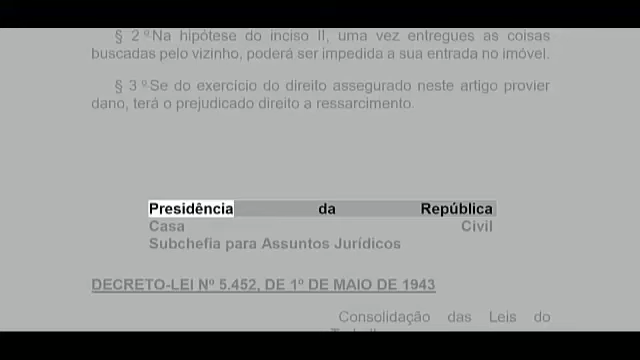 § 2º Na hipótese do inciso II, uma vez entregues as coisas
buscadas pelo vizinho, poderá ser impedida a sua entrada no imóvel.
§ 3º Se do exercício do direito assegurado neste artigo provier
dano, terá o prejudicado direito a ressarcimento.
Presidência da República
Casa Civil
Subchefia para Assuntos Jurídicos
DECRETO-LEI Nº 5.452, DE 1º DE MAIO DE 1943
Consolidação das Leis do